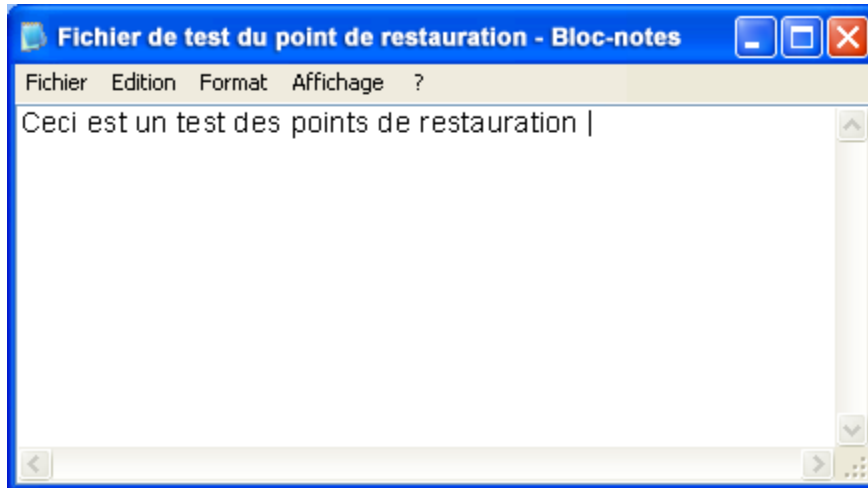 Fichier de test du point de restauration - Bloc-notes
Fichier Edition Format Affichage ?
Ceci est un test des points de restauration